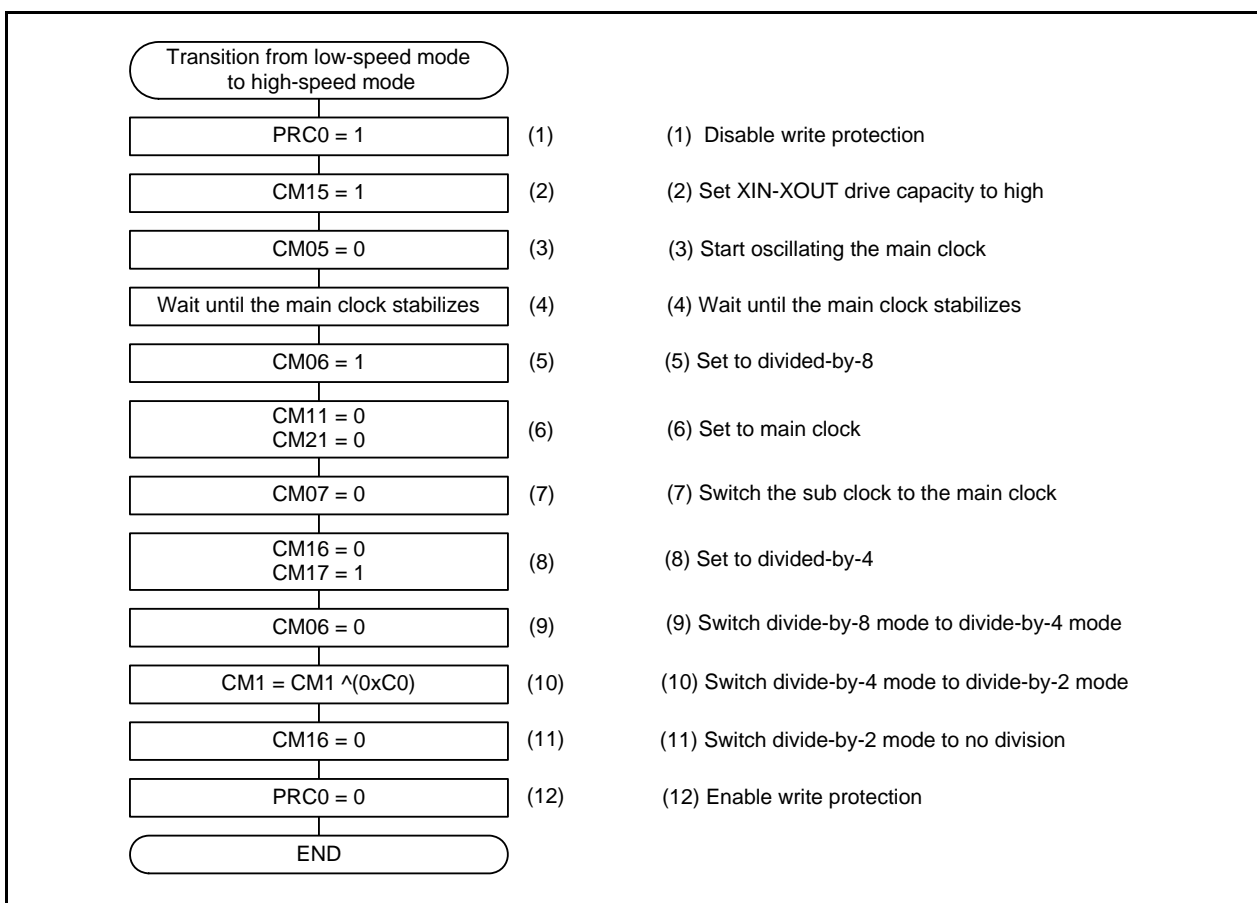 Transition from low-speed mode
to high-speed mode
PRC0 = 1 (1) (1) Disable write protection
CM15 = 1 (2) (2) Set XIN-XOUT drive capacity to high
CM05 = 0 (3) (3) Start oscillating the main clock
Wait until the main clock stabilizes (4) (4) Wait until the main clock stabilizes
CM06 = 1 (5) (5) Set to divided-by-8
CM11 = 0
CM21 = 0
(6) (6) Set to main clock
CM07 = 0 (7) (7) Switch the sub clock to the main clock
CM16 = 0
CM17 = 1
(8) (8) Set to divided-by-4
CM06 = 0 (9) (9) Switch divide-by-8 mode to divide-by-4 mode
CM1 = CM1 ^(0xC0) (10) (10) Switch divide-by-4 mode to divide-by-2 mode
CM16 = 0 (11) (11) Switch divide-by-2 mode to no division
PRC0 = 0 (12) (12) Enable write protection
END